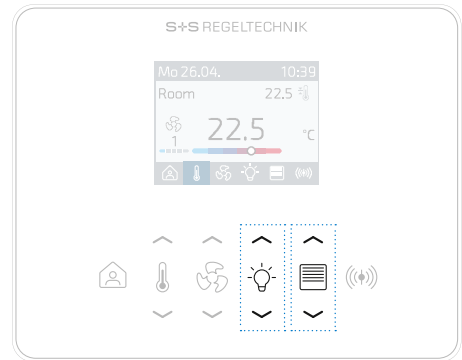 S+S REGELTECHNIK
Mo 26.04. 10:39
Room 22.5
22.5 °C
1